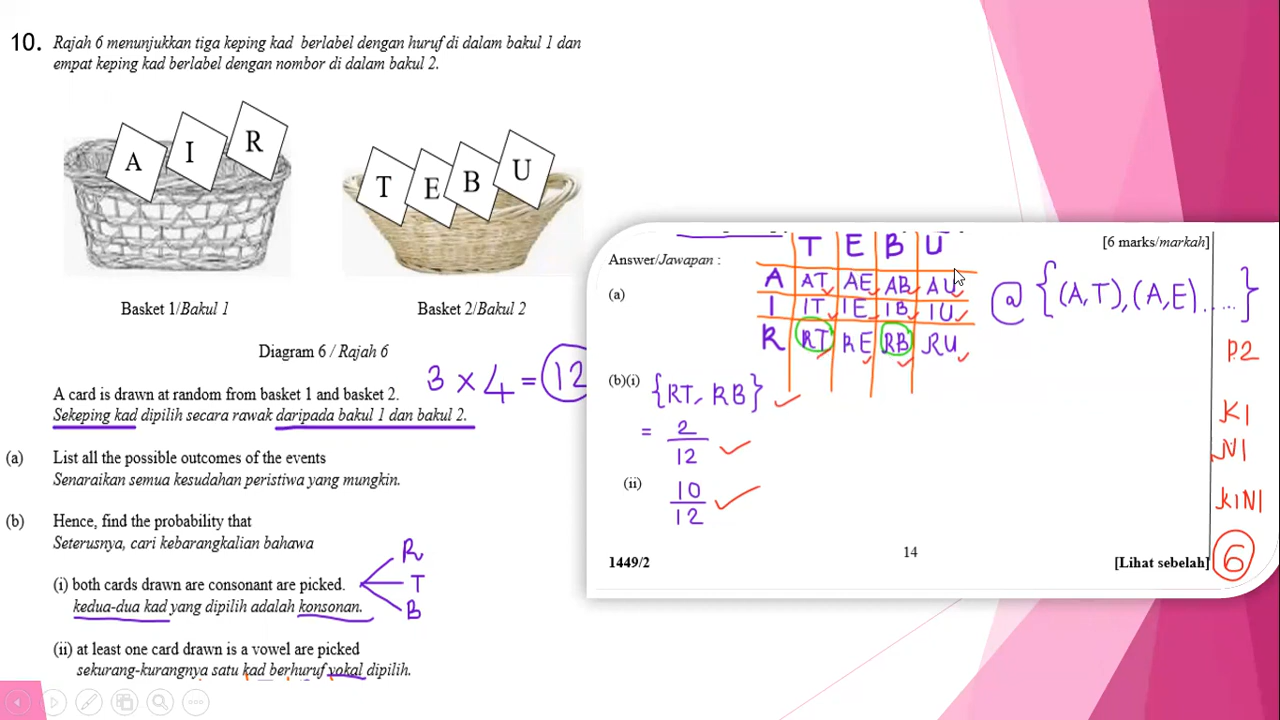 10. Rajah 6 menunjukkan tiga keping kad berlabel dengan huruf di dalam bakul 1 dan
empat keping kad berlabel dengan nombor di dalam bakul 2.
A I R
T E B U
Basket 1/Bakul 1
Basket 2/Bakul 2
Diagram 6 / Rajah 6
3 × 4 = 12
A card is drawn at random from basket 1 and basket 2.
Sekeping kad dipilih secara rawak daripada bakul 1 dan bakul 2.
(a) List all the possible outcomes of the events
Senaraikan semua kesudahan peristiwa yang mungkin.
(b) Hence, find the probability that
Seterusnya, cari kebarangkalian bahawa
(i) both cards drawn are consonant are picked.
kedua-dua kad yang dipilih adalah konsonan.
R
T
B
(ii) at least one card drawn is a vowel are picked
sekurang-kurangnya satu kad berhuruf vokal dipilih.
[6 marks/markah]
Answer/Jawapan :
(a)
T E B U
A AT AE AB AU
I IT IE IB IU
R RT RE RB RU
@ {(A,T),(A,E).....}
P2
(b)(i) {RT, RB}
K1
= 2/12
N1
(ii) 10/12
K1N1
6
1449/2
14
[Lihat sebelah]